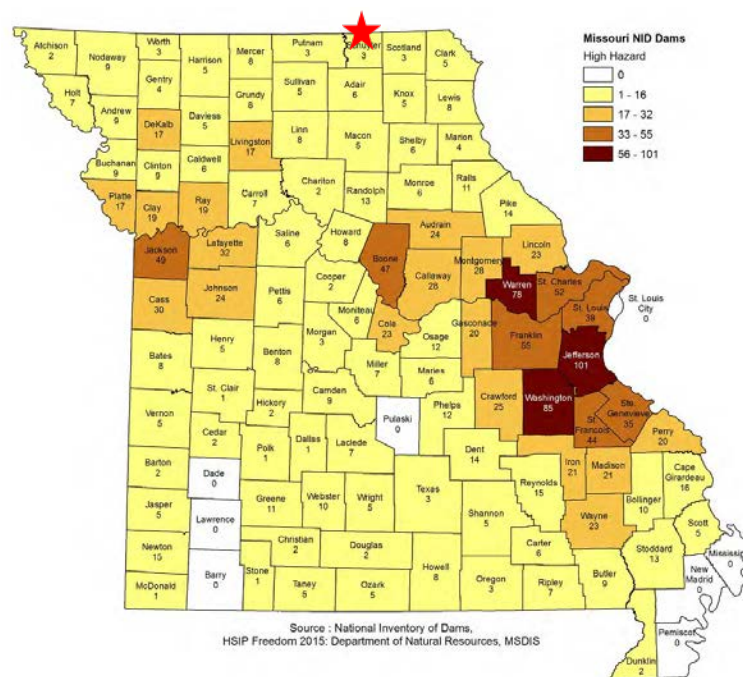 Missouri NID Dams
High Hazard
0
1 - 16
17 - 32
33 - 55
56 - 101
Atchison
2
Nodaway
9
Worth
3
Harrison
5
Mercer
8
Putnam
3
Schuyler
3
Scotland
3
Clark
5
Holt
7
Andrew
9
Gentry
4
DeKalb
17
Daviess
5
Grundy
8
Sullivan
5
Adair
6
Knox
5
Lewis
8
Livingston
17
Linn
8
Macon
5
Shelby
6
Marion
4
Buchanan
9
Clinton
9
Caldwell
6
Chariton
2
Randolph
13
Monroe
6
Ralls
11
Pike
14
Platte
17
Clay
19
Ray
19
Carroll
7
Saline
6
Howard
8
Boone
47
Audrain
24
Lincoln
23
Jackson
49
Lafayette
32
Cooper
2
Callaway
28
Montgomery
28
Warren
78
St. Charles
52
St. Louis
39
St. Louis
City
0
Cass
30
Johnson
24
Pettis
6
Moniteau
6
Cole
23
Osage
12
Gasconade
20
Franklin
55
Jefferson
101
Bates
8
Henry
5
Benton
8
Morgan
3
Miller
7
Maries
6
St. Clair
1
Hickory
2
Camden
9
Pulaski
0
Phelps
12
Crawford
25
Washington
85
St.
Francois
44
Ste.
Genevieve
35
Perry
20
Vernon
5
Cedar
2
Polk
1
Dallas
1
Laclede
7
Dent
14
Iron
21
Madison
21
Cape
Girardeau
16
Barton
2
Dade
0
Greene
11
Webster
10
Wright
5
Texas
3
Shannon
5
Reynolds
15
Wayne
23
Bollinger
10
Scott
5
Jasper
5
Lawrence
0
Christian
2
Douglas
2
Carter
6
Stoddard
13
Mississippi
0
Newton
15
Barry
0
Stone
1
Taney
6
Ozark
5
Howell
8
Oregon
3
Ripley
7
Butler
9
New
Madrid
0
McDonald
1
Pemiscot
0
Dunklin
2
Source : National Inventory of Dams,
HSIP Freedom 2015: Department of Natural Resources, MSDIS